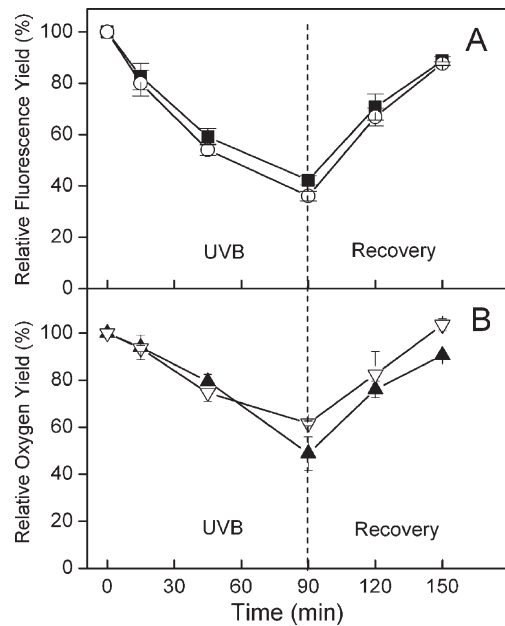 A
Relative Fluorescence Yield (%)
100
80
60
40
20
0
UVB
Recovery
B
Relative Oxygen Yield (%)
100
80
60
40
20
0
UVB
Recovery
0 30 60 90 120 150
Time (min)